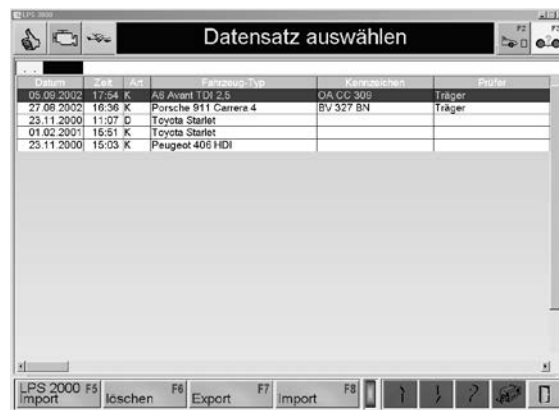 LPS 3000
Datensatz auswählen
F2
. .
Datum Zeit Art Fahrzeug-Typ Kennzeichen Prüfer
05.09.2002 17:54 K A6 Avant TDI 2,5 OA CC 309 Träger
27.08.2002 16:36 K Porsche 911 Carrera 4 BV 327 BN Träger
23.11.2000 11:07 D Toyota Starlet
01.02.2001 15:51 K Toyota Starlet
23.11.2000 15:03 K Peugeot 406 HDI
LPS 2000 F5 F6 F7 F8
Import löschen Export Import